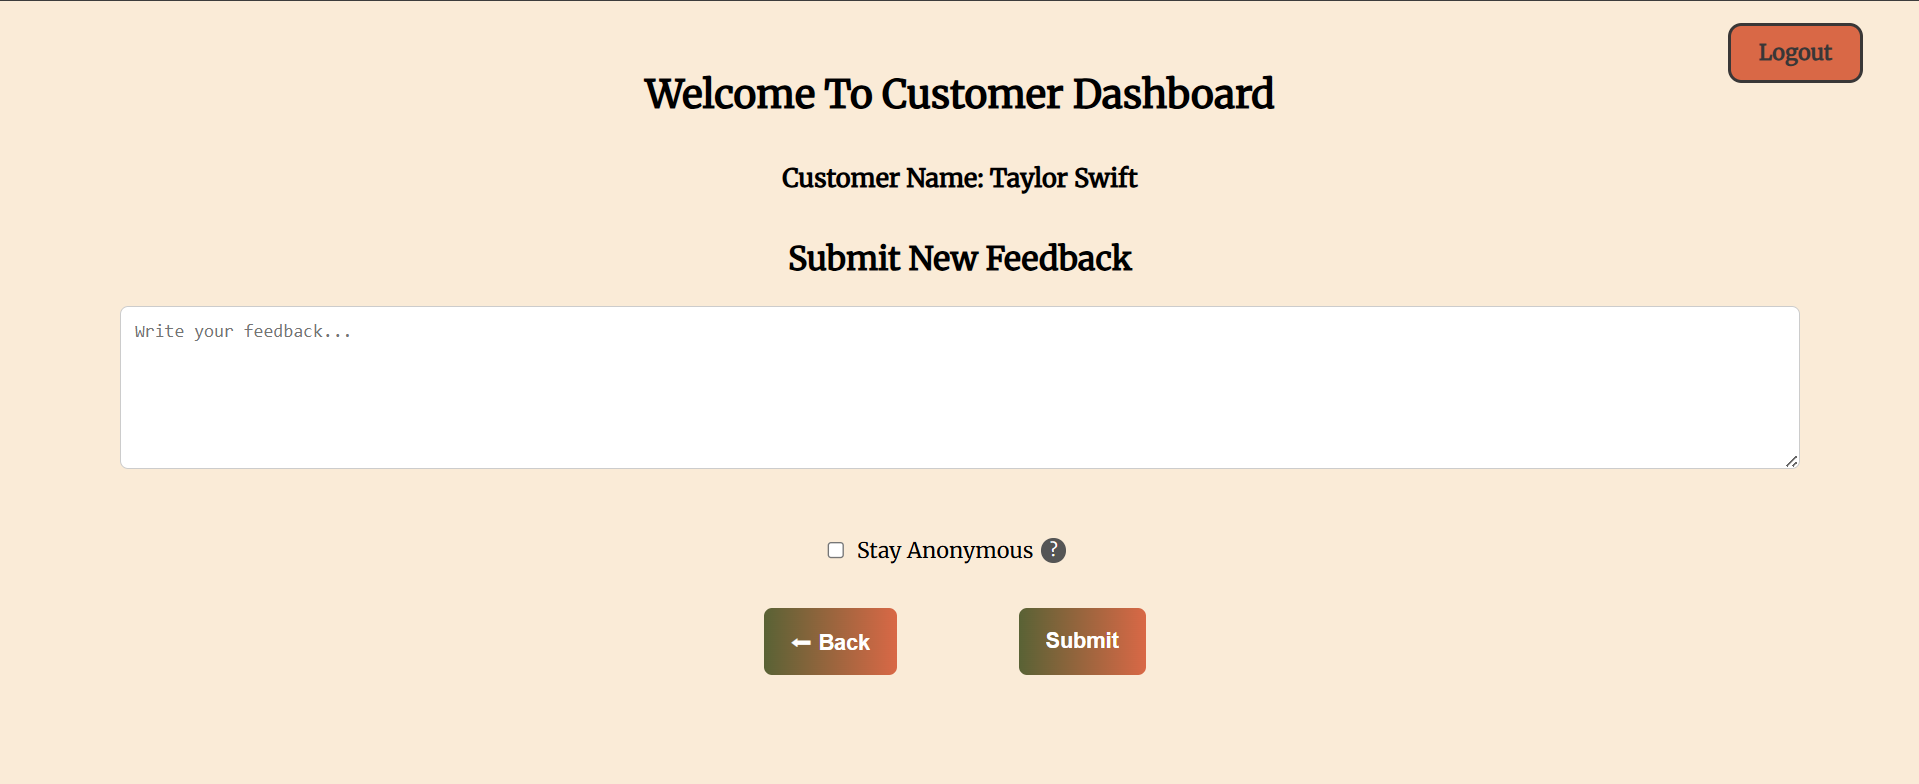 Logout
Welcome To Customer Dashboard
Customer Name: Taylor Swift
Submit New Feedback
Write your feedback...
Stay Anonymous ?
⬅ Back
Submit